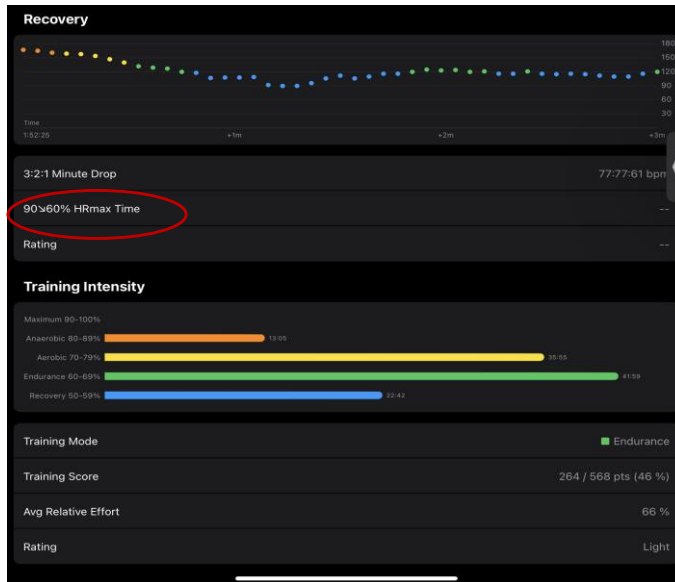 Recovery
180
150
120
90
60
30
Time
1:52:25 +1m +2m +3m
3:2:1 Minute Drop 77:77:61 bpm
90↘60% HRmax Time --
Rating --
Training Intensity
Maximum 90-100%
Anaerobic 80-89% 13:05
Aerobic 70-79% 35:55
Endurance 60-69% 41:59
Recovery 50-59% 22:42
Training Mode Endurance
Training Score 264 / 568 pts (46 %)
Avg Relative Effort 66 %
Rating Light